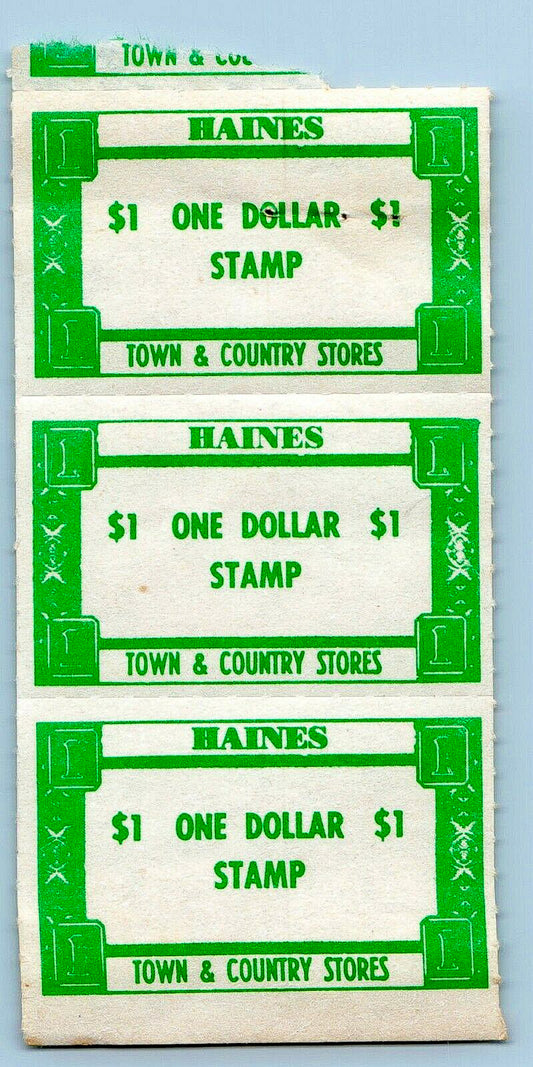 TOWN &
HAINES
$1 ONE DOLLAR $1
STAMP
TOWN & COUNTRY STORES
HAINES
$1 ONE DOLLAR $1
STAMP
TOWN & COUNTRY STORES
HAINES
$1 ONE DOLLAR $1
STAMP
TOWN & COUNTRY STORES